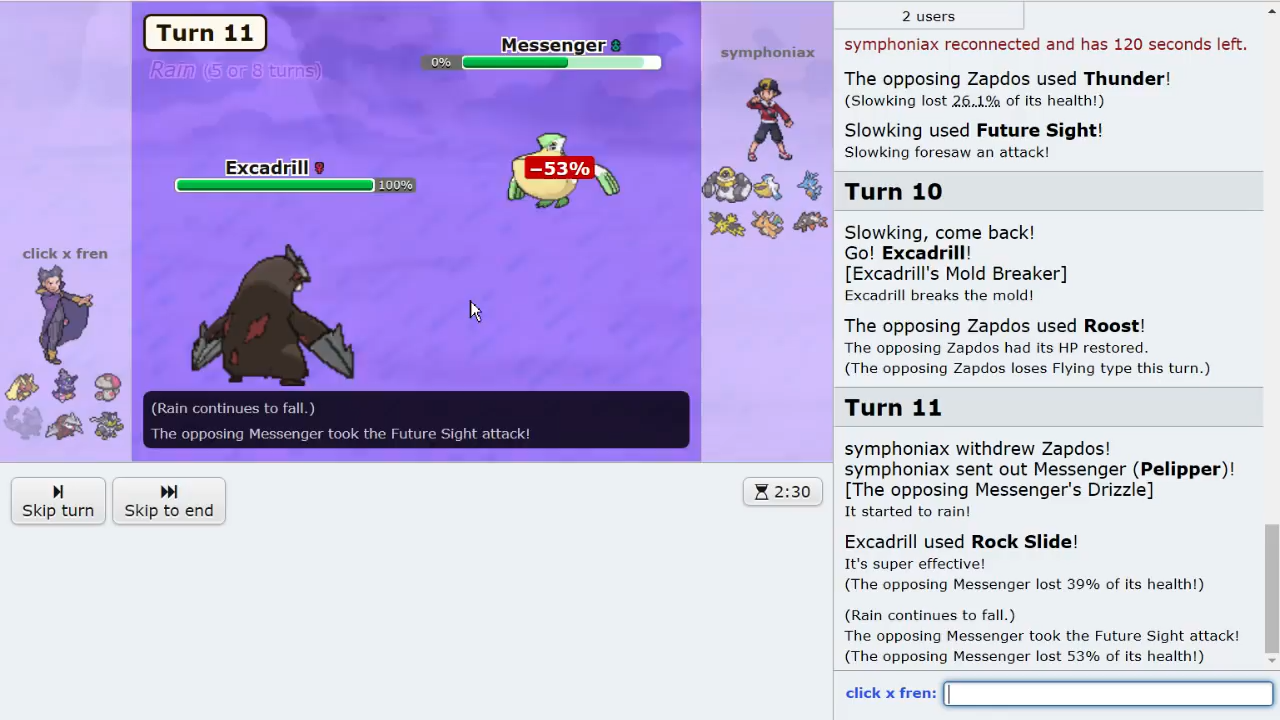 Turn 11
Rain (5 or 8 turns)
Messenger
0%
symphoniax
−53%
Excadrill
100%
click x fren
(Rain continues to fall.)
The opposing Messenger took the Future Sight attack!
Skip turn
Skip to end
2:30
2 users
symphoniax reconnected and has 120 seconds left.
The opposing Zapdos used Thunder!
(Slowking lost 26.1% of its health!)
Slowking used Future Sight!
Slowking foresaw an attack!
Turn 10
Slowking, come back!
Go! Excadrill!
[Excadrill's Mold Breaker]
Excadrill breaks the mold!
The opposing Zapdos used Roost!
The opposing Zapdos had its HP restored.
(The opposing Zapdos loses Flying type this turn.)
Turn 11
symphoniax withdrew Zapdos!
symphoniax sent out Messenger (Pelipper)!
[The opposing Messenger's Drizzle]
It started to rain!
Excadrill used Rock Slide!
It's super effective!
(The opposing Messenger lost 39% of its health!)
(Rain continues to fall.)
The opposing Messenger took the Future Sight attack!
(The opposing Messenger lost 53% of its health!)
click x fren: